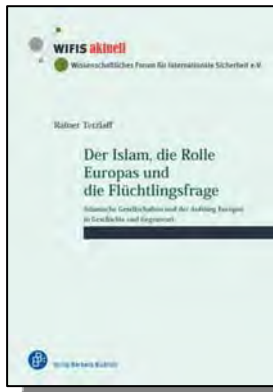 WIFIS aktuell
Wissenschaftliches Forum für Internationale Sicherheit e.V.
Rainer Tetzlaff
Der Islam, die Rolle
Europas und
die Flüchtlingsfrage
Islamische Gesellschaften und der Aufstieg Europas
in Geschichte und Gegenwart
Verlag Barbara Budrich